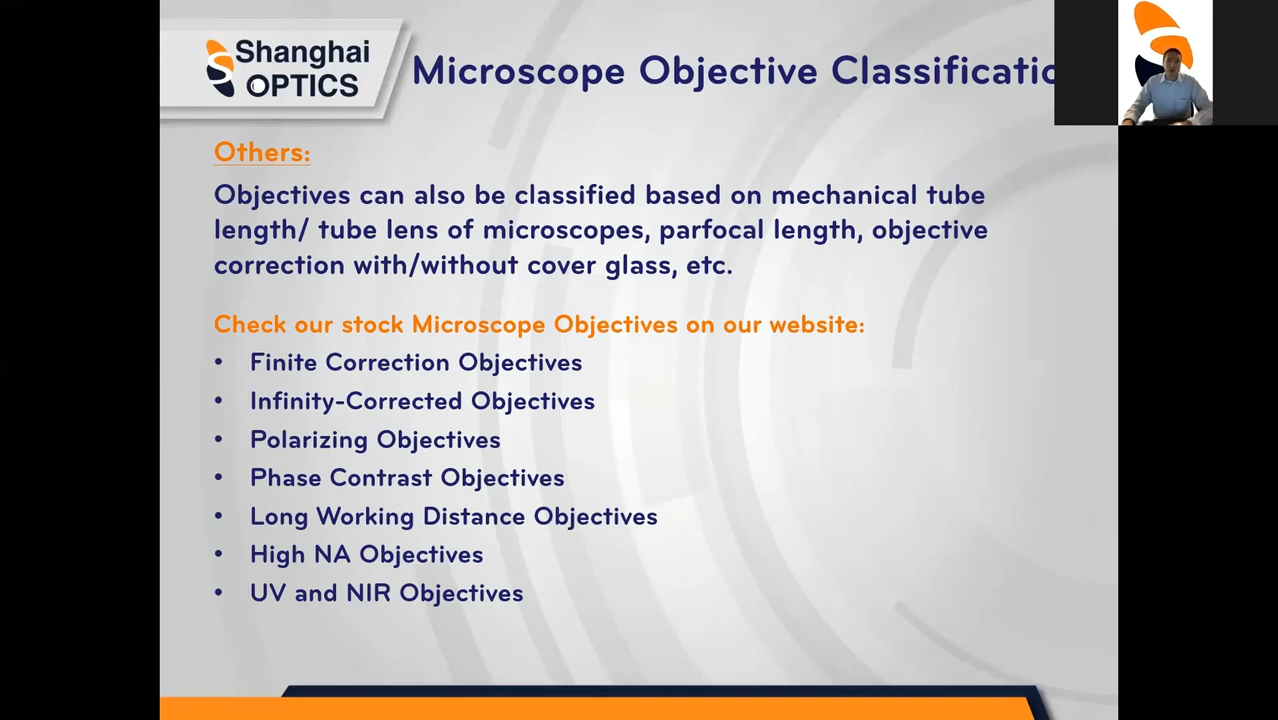 Shanghai
OPTICS
Microscope Objective Classificatio
Others:
Objectives can also be classified based on mechanical tube
length/ tube lens of microscopes, parfocal length, objective
correction with/without cover glass, etc.
Check our stock Microscope Objectives on our website:
• Finite Correction Objectives
• Infinity-Corrected Objectives
• Polarizing Objectives
• Phase Contrast Objectives
• Long Working Distance Objectives
• High NA Objectives
• UV and NIR Objectives